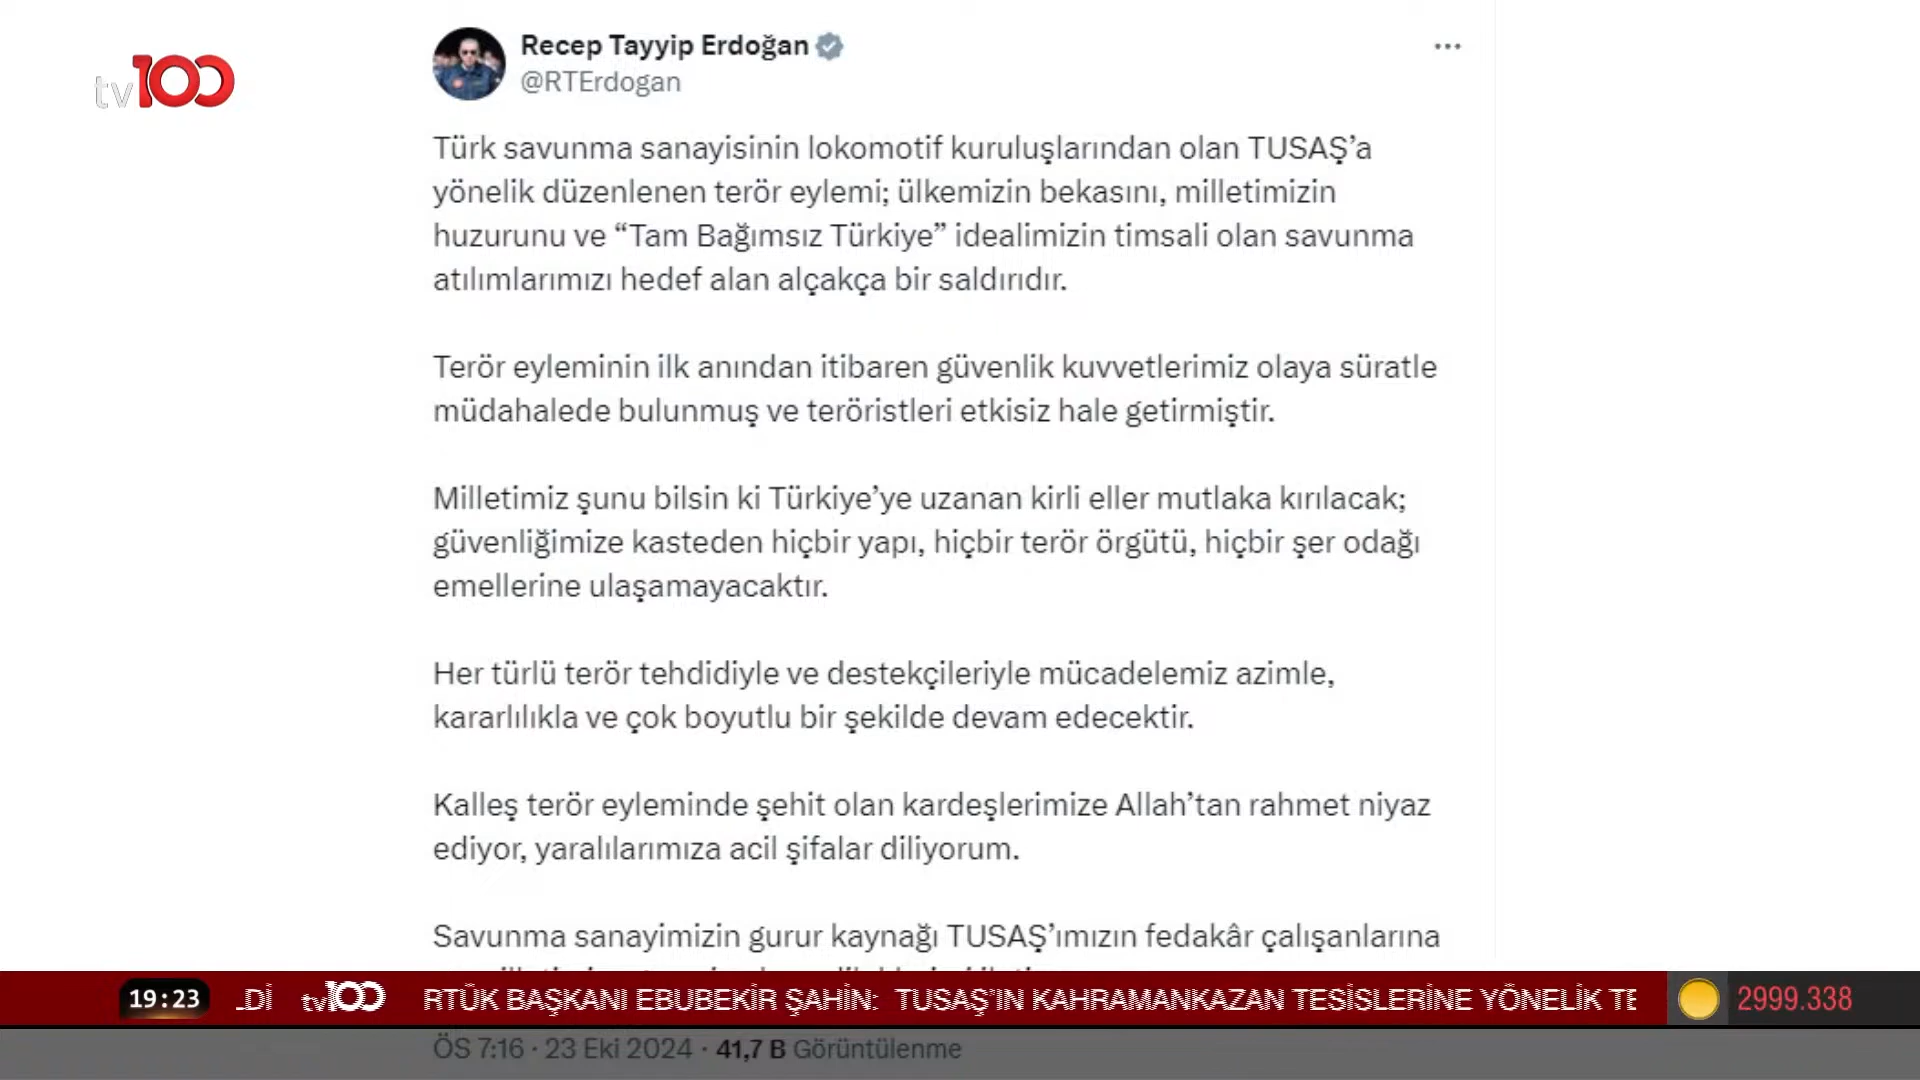 tv100
Recep Tayyip Erdoğan
@RTErdogan
Türk savunma sanayisinin lokomotif kuruluşlarından olan TUSAŞ’a
yönelik düzenlenen terör eylemi; ülkemizin bekasını, milletimizin
huzurunu ve “Tam Bağımsız Türkiye” idealimizin timsali olan savunma
atılımlarımızı hedef alan alçakça bir saldırıdır.
Terör eyleminin ilk anından itibaren güvenlik kuvvetlerimiz olaya süratle
müdahalede bulunmuş ve teröristleri etkisiz hale getirmiştir.
Milletimiz şunu bilsin ki Türkiye’ye uzanan kirli eller mutlaka kırılacak;
güvenliğimize kasteden hiçbir yapı, hiçbir terör örgütü, hiçbir şer odağı
emellerine ulaşamayacaktır.
Her türlü terör tehdidiyle ve destekçileriyle mücadelemiz azimle,
kararlılıkla ve çok boyutlu bir şekilde devam edecektir.
Kalleş terör eyleminde şehit olan kardeşlerimize Allah’tan rahmet niyaz
ediyor, yaralılarımıza acil şifalar diliyorum.
Savunma sanayimizin gurur kaynağı TUSAŞ’ımızın fedakâr çalışanlarına
19:23 Dİ tv100 RTÜK BAŞKANI EBUBEKİR ŞAHİN: TUSAŞ'IN KAHRAMANKAZAN TESİSLERİNE YÖNELİK TE 2999.338
ÖS 7:16 · 23 Eki 2024 · 41,7 B Görüntülenme